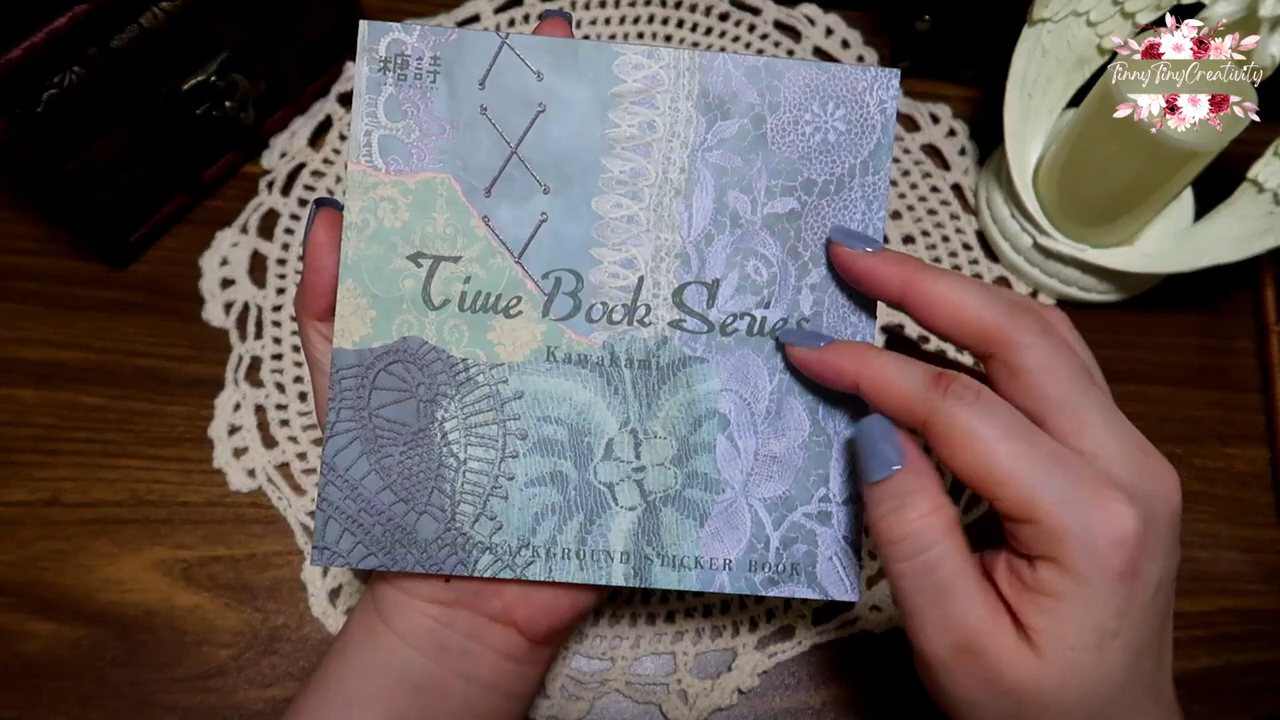 糖詩
Time Book Series
Kawakami
BACKGROUND STICKER BOOK
TinnyTinyCreativity